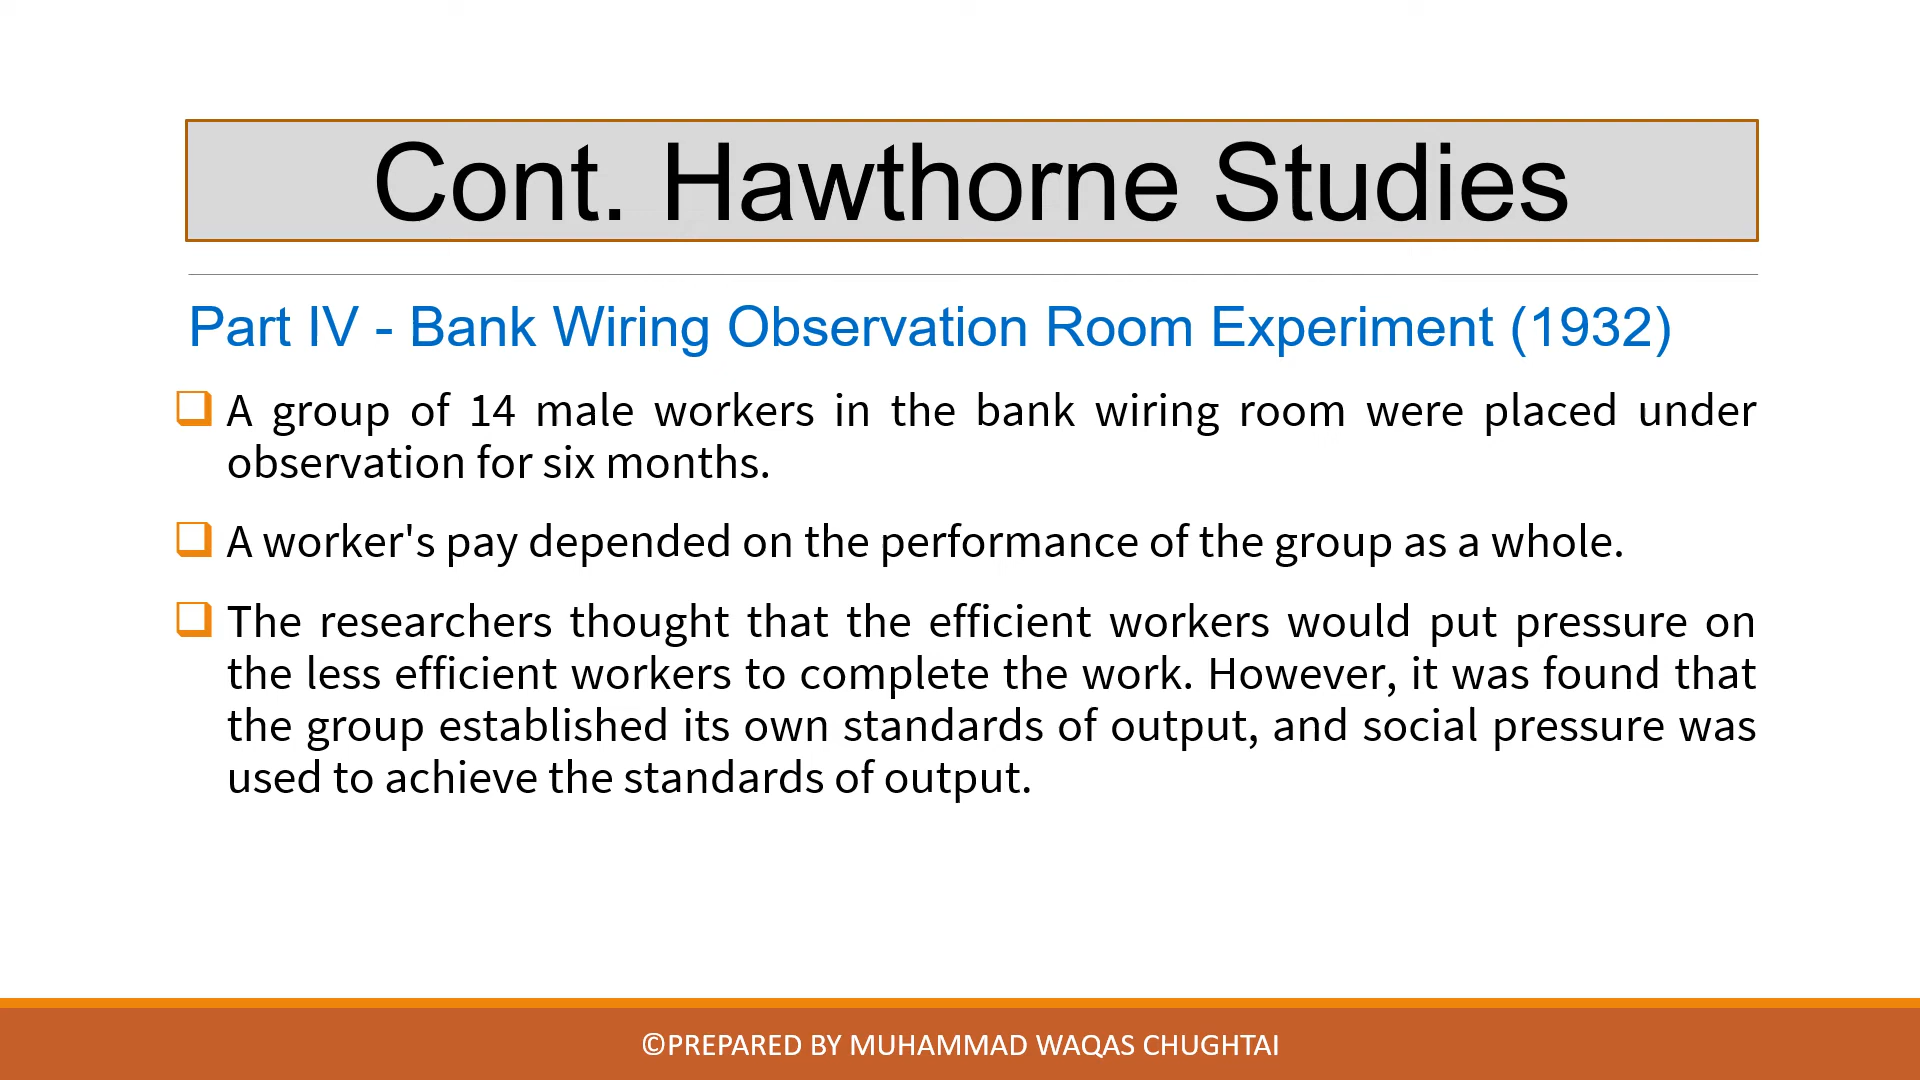 Cont. Hawthorne Studies
Part IV - Bank Wiring Observation Room Experiment (1932)
A group of 14 male workers in the bank wiring room were placed under
observation for six months.
A worker's pay depended on the performance of the group as a whole.
The researchers thought that the efficient workers would put pressure on
the less efficient workers to complete the work. However, it was found that
the group established its own standards of output, and social pressure was
used to achieve the standards of output.
©PREPARED BY MUHAMMAD WAQAS CHUGHTAI